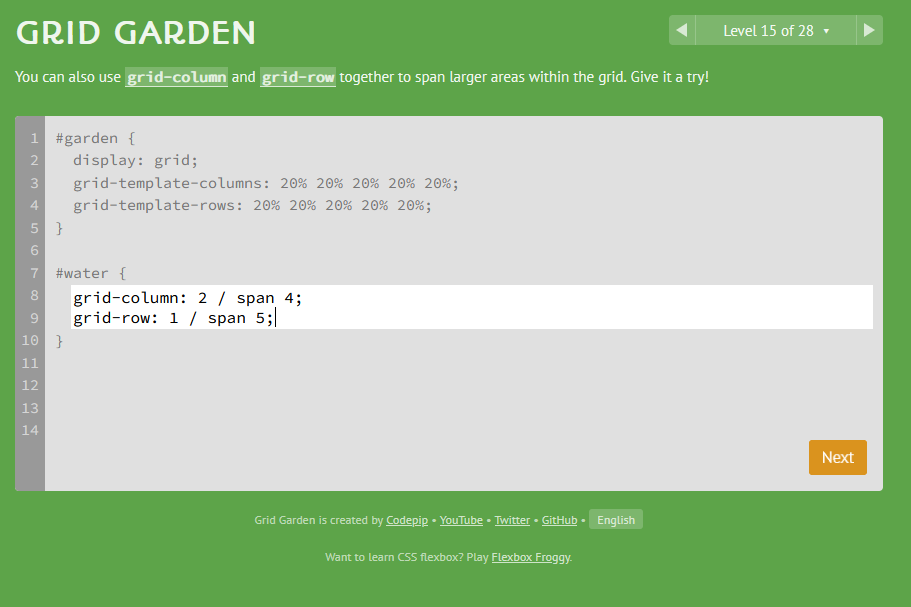 GRID GARDEN
◀ Level 15 of 28 ▾ ▶
You can also use grid-column and grid-row together to span larger areas within the grid. Give it a try!
1 #garden {
2 display: grid;
3 grid-template-columns: 20% 20% 20% 20% 20%;
4 grid-template-rows: 20% 20% 20% 20% 20%;
5 }
6
7 #water {
8 grid-column: 2 / span 4;
9 grid-row: 1 / span 5;
10 }
11
12
13
14
Next
Grid Garden is created by Codepip • YouTube • Twitter • GitHub • English
Want to learn CSS flexbox? Play Flexbox Froggy.